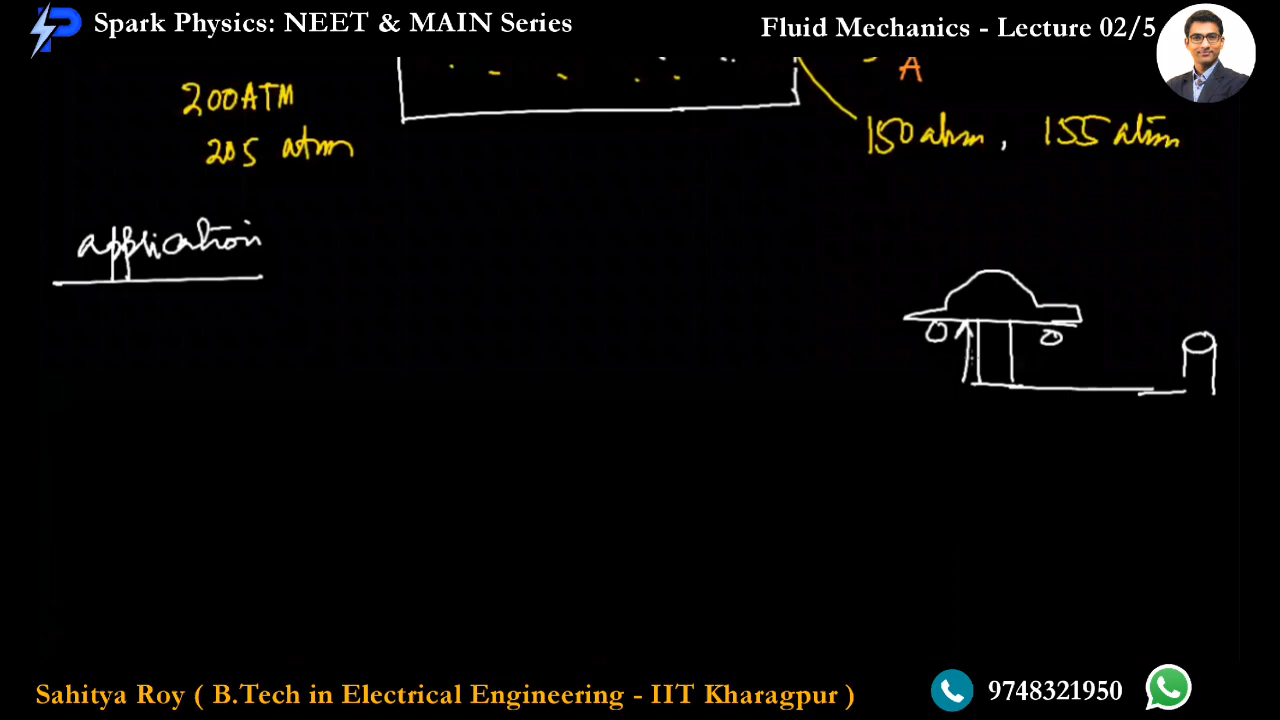 Spark Physics: NEET & MAIN Series
Fluid Mechanics - Lecture 02/5
A
200ATM
205 atm
150 atm, 155 atm
application
Sahitya Roy ( B.Tech in Electrical Engineering - IIT Kharagpur )
9748321950